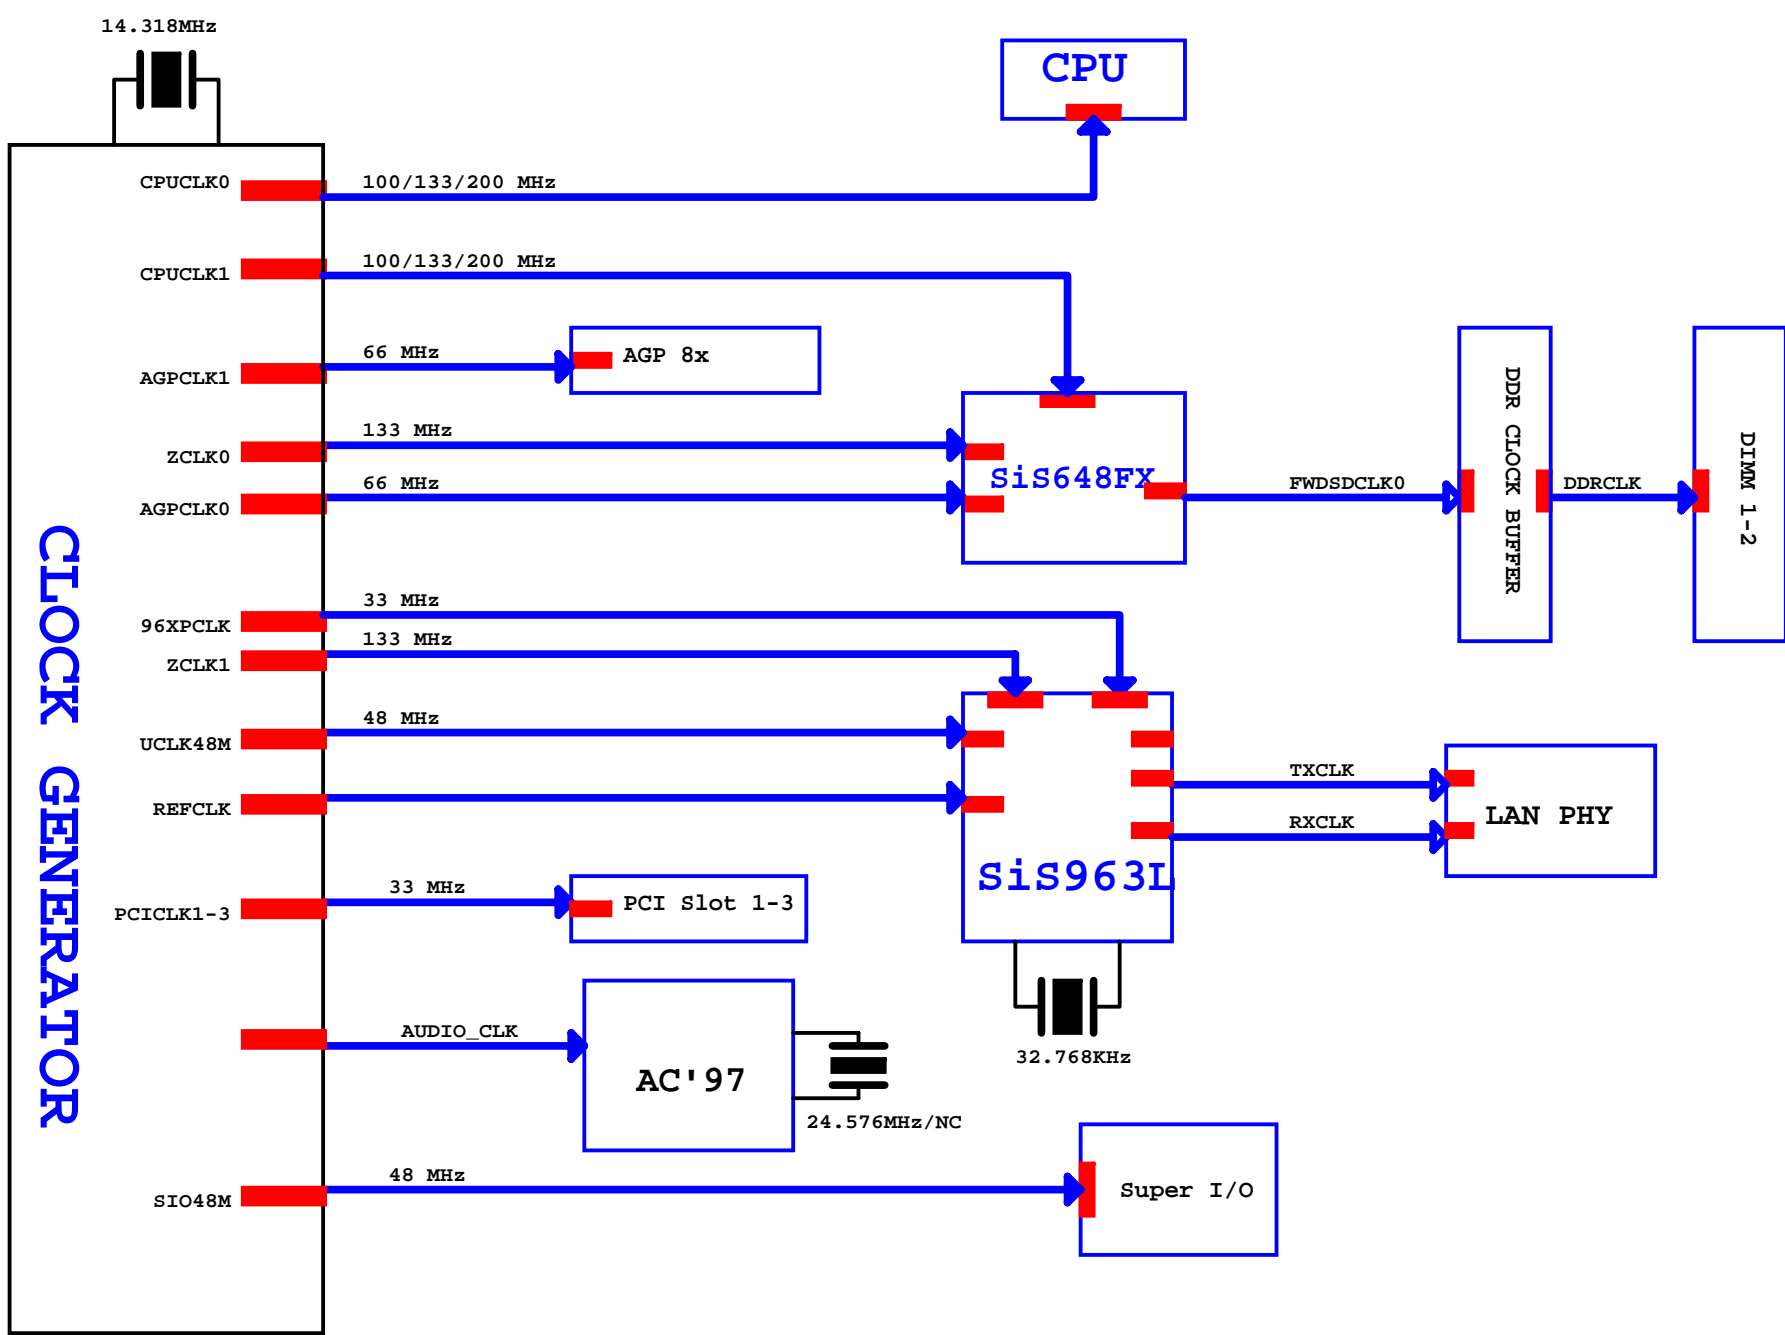 14.318MHz
CPU
CPUCLK0
100/133/200 MHz
CPUCLK1
100/133/200 MHz
AGPCLK1
66 MHz
AGP 8x
ZCLK0
133 MHz
AGPCLK0
66 MHz
SiS648FX
FWDSDCLK0
DDR CLOCK BUFFER
DDRCLK
DIMM 1-2
CLOCK GENERATOR
96XPCLK
33 MHz
ZCLK1
133 MHz
UCLK48M
48 MHz
REFCLK
TXCLK
RXCLK
LAN PHY
SiS963L
PCICLK1-3
33 MHz
PCI Slot 1-3
32.768KHz
AUDIO_CLK
AC'97
24.576MHz/NC
SIO48M
48 MHz
Super I/O